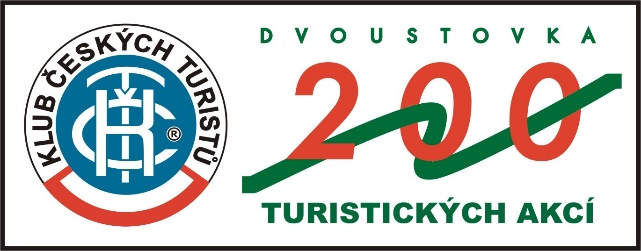 KLUB ČESKÝCH TURISTŮ
KČT
®
DVOUSTOVKA
200
TURISTICKÝCH AKCÍ